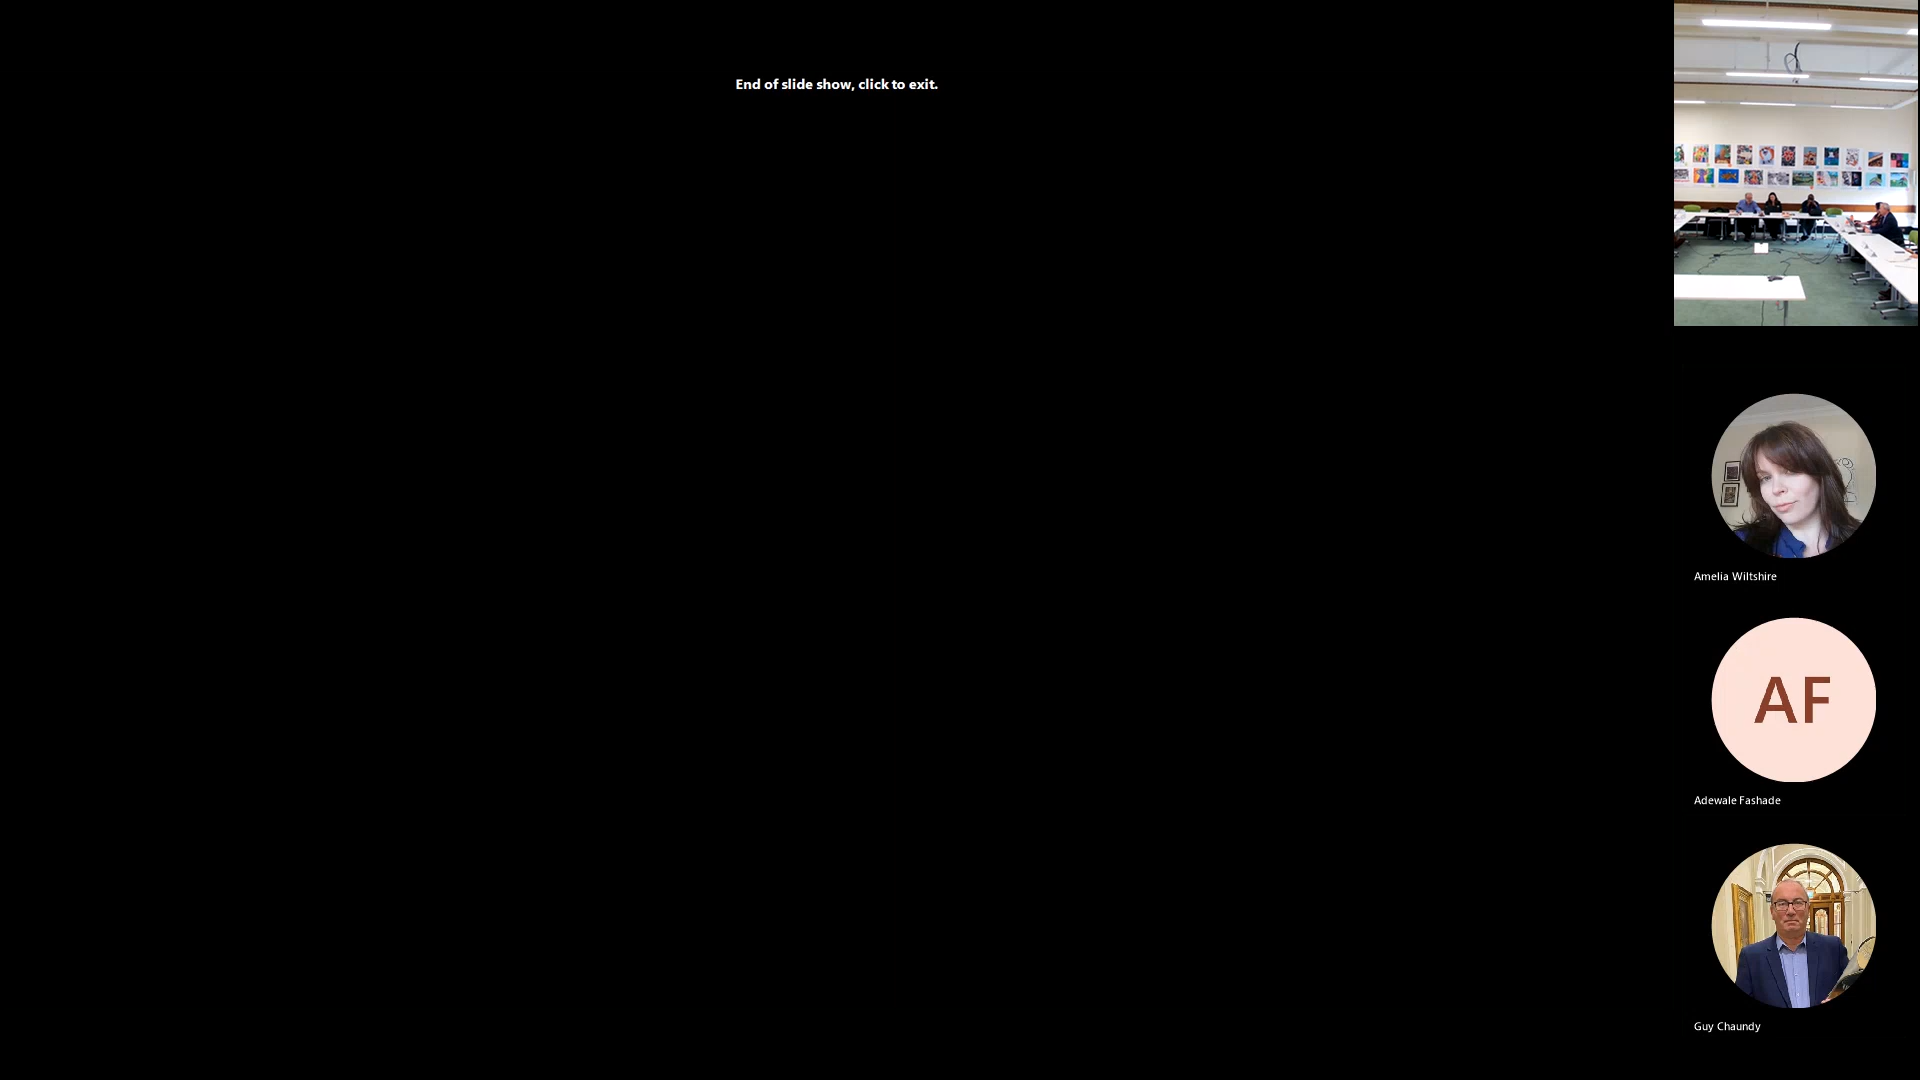 End of slide show, click to exit.
Amelia Wiltshire
AF
Adewale Fashade
Guy Chaundy